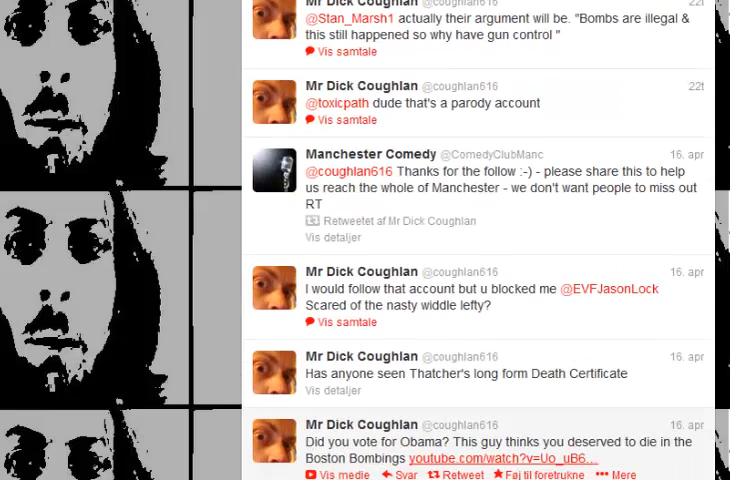 Mr Dick Coughlan @coughlan616 22t
@Stan_Marsh1 actually their argument will be. "Bombs are illegal &
this still happened so why have gun control "
Vis samtale
Mr Dick Coughlan @coughlan616 22t
@toxicpath dude that's a parody account
Vis samtale
Manchester Comedy @ComedyClubManc 16. apr
@coughlan616 Thanks for the follow :-) - please share this to help
us reach the whole of Manchester - we don't want people to miss out
RT
Retweetet af Mr Dick Coughlan
Vis detaljer
Mr Dick Coughlan @coughlan616 16. apr
I would follow that account but u blocked me @EVFJasonLock
Scared of the nasty widdle lefty?
Vis samtale
Mr Dick Coughlan @coughlan616 16. apr
Has anyone seen Thatcher's long form Death Certificate
Vis detaljer
Mr Dick Coughlan @coughlan616 16. apr
Did you vote for Obama? This guy thinks you deserved to die in the
Boston Bombings youtube.com/watch?v=Uo_uB6...
Vis medie Svar Retweet Føj til foretrukne Mere